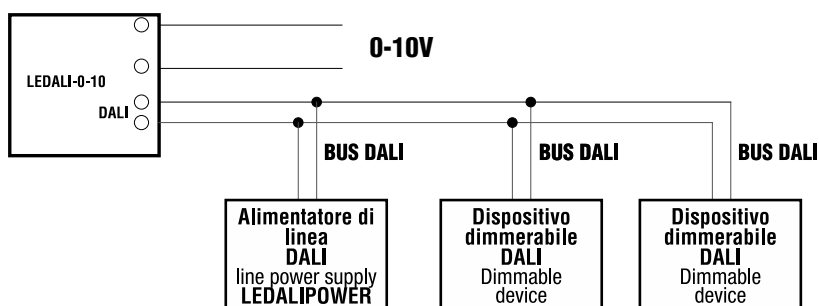 0-10V
LEDALI-0-10
DALI
BUS DALI
BUS DALI
BUS DALI
Alimentatore di
linea
DALI
line power supply
LEDALIPOWER
Dispositivo
dimmerabile
DALI
Dimmable
device
Dispositivo
dimmerabile
DALI
Dimmable
device